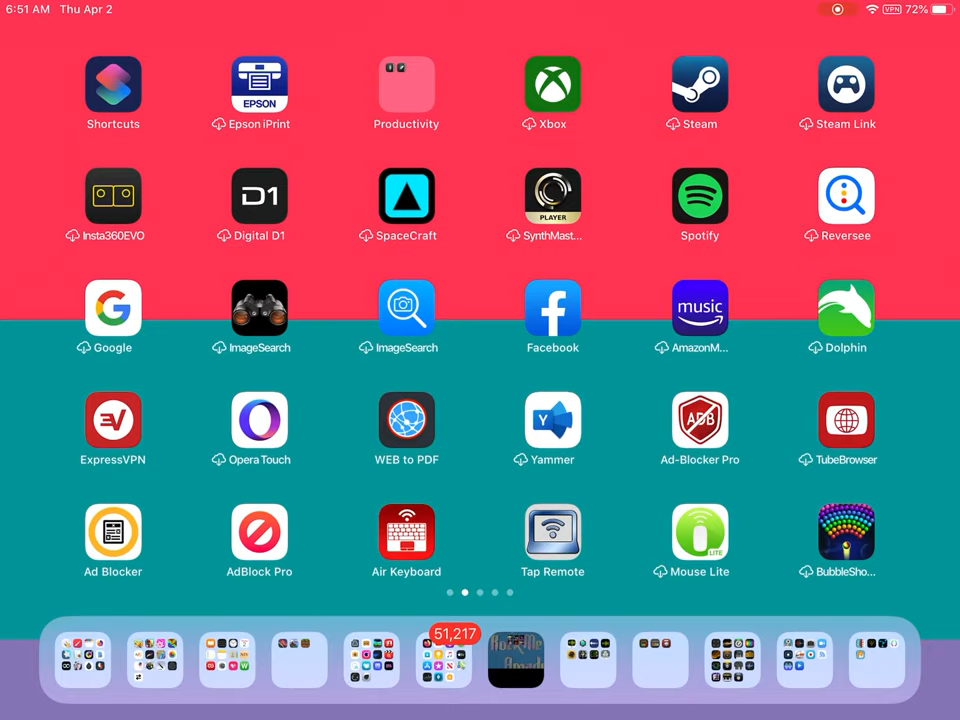 6:51 AM Thu Apr 2
VPN 72%
EPSON
Shortcuts Epson iPrint Productivity Xbox Steam Steam Link
D1 PLAYER
Insta360EVO Digital D1 SpaceCraft SynthMast... Spotify Reversee
G music
Google ImageSearch ImageSearch Facebook AmazonM... Dolphin
EV Y ADB
ExpressVPN Opera Touch WEB to PDF Yammer Ad-Blocker Pro TubeBrowser
LITE
Ad Blocker AdBlock Pro Air Keyboard Tap Remote Mouse Lite BubbleSho...
51,217